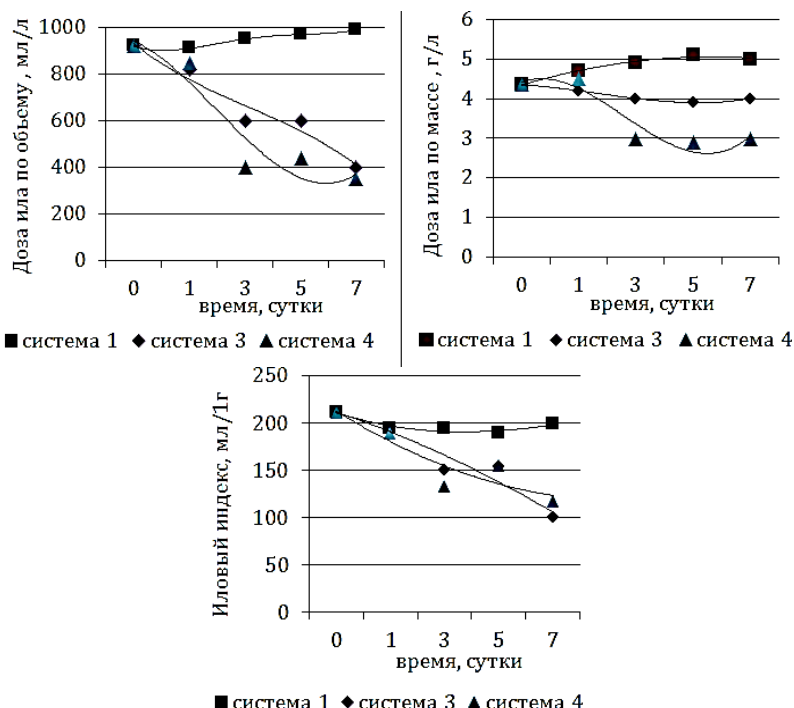 Доза ила по обьему , мл/л
1000
800
600
400
200
0
0 1 3 5 7
время, сутки
система 1 система 3 система 4
Доза ила по массе , г/л
6
5
4
3
2
1
0
0 1 3 5 7
время, сутки
система 1 система 3 система 4
Иловый индекс, мл/1г
250
200
150
100
50
0
0 1 3 5 7
время, сутки
система 1 система 3 система 4